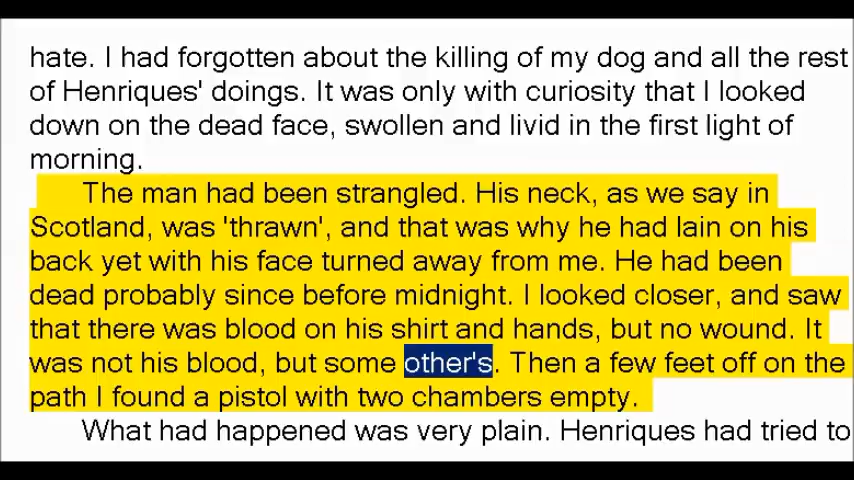 hate. I had forgotten about the killing of my dog and all the rest
of Henriques' doings. It was only with curiosity that I looked
down on the dead face, swollen and livid in the first light of
morning.
The man had been strangled. His neck, as we say in
Scotland, was 'thrawn', and that was why he had lain on his
back yet with his face turned away from me. He had been
dead probably since before midnight. I looked closer, and saw
that there was blood on his shirt and hands, but no wound. It
was not his blood, but some other's. Then a few feet off on the
path I found a pistol with two chambers empty.
What had happened was very plain. Henriques had tried to